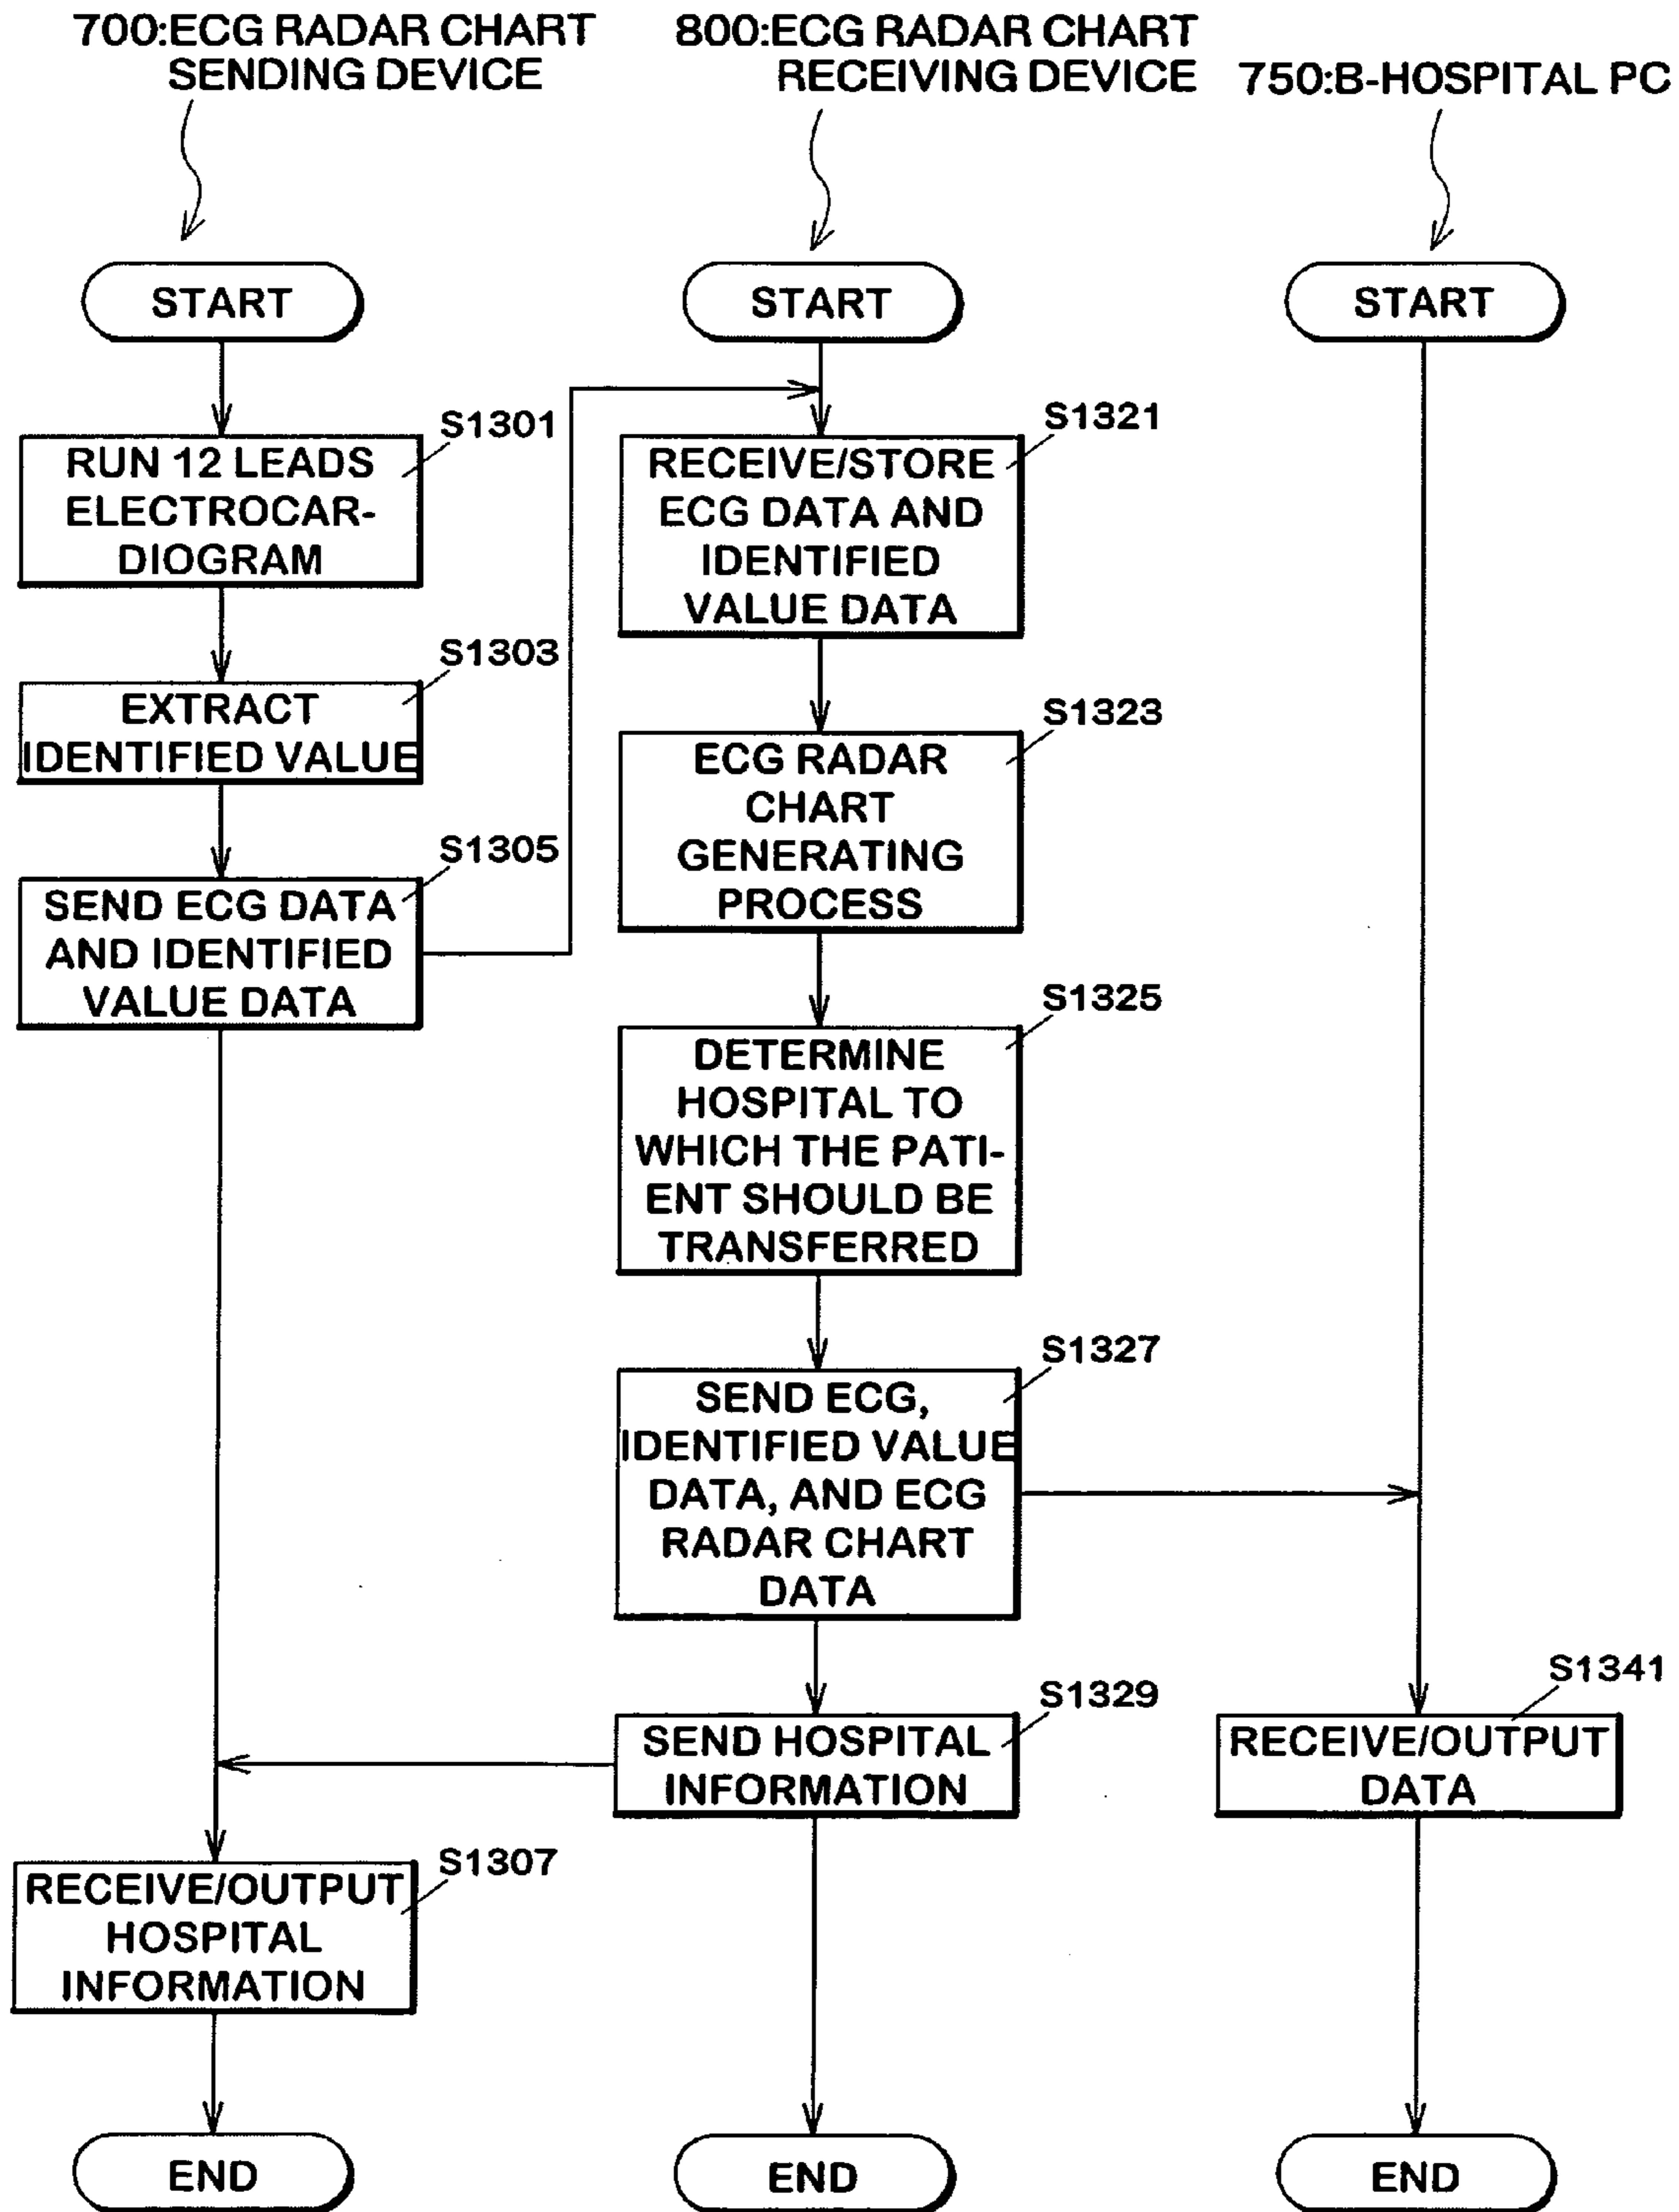 700:ECG RADAR CHART
SENDING DEVICE
800:ECG RADAR CHART
RECEIVING DEVICE
750:B-HOSPITAL PC
START
START
START
S1301
RUN 12 LEADS
ELECTROCAR-
DIOGRAM
S1303
EXTRACT
IDENTIFIED VALUE
S1305
SEND ECG DATA
AND IDENTIFIED
VALUE DATA
S1321
RECEIVE/STORE
ECG DATA AND
IDENTIFIED
VALUE DATA
S1323
ECG RADAR
CHART
GENERATING
PROCESS
S1325
DETERMINE
HOSPITAL TO
WHICH THE PATI-
ENT SHOULD BE
TRANSFERRED
S1327
SEND ECG,
IDENTIFIED VALUE
DATA, AND ECG
RADAR CHART
DATA
S1329
SEND HOSPITAL
INFORMATION
S1341
RECEIVE/OUTPUT
DATA
S1307
RECEIVE/OUTPUT
HOSPITAL
INFORMATION
END
END
END